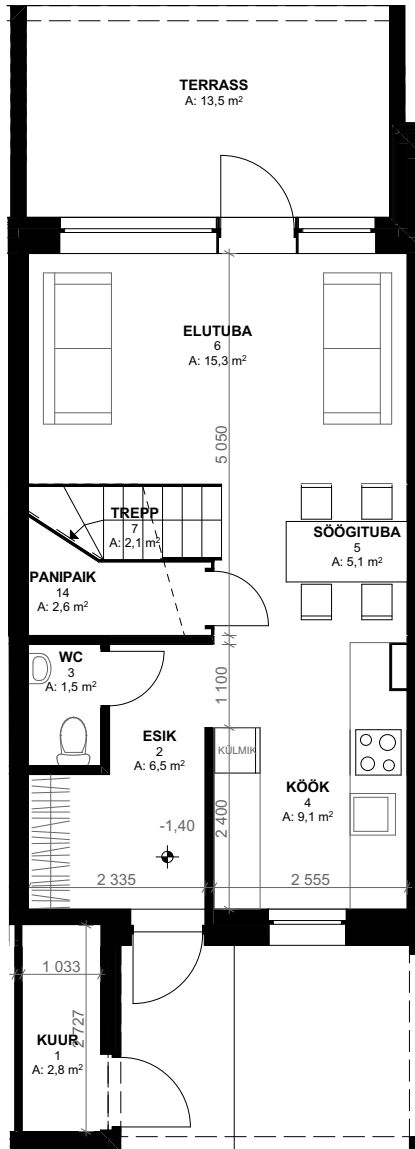 TERRASS
A: 13,5 m²
ELUTUBA
6
A: 15,3 m²
5 050
TREPP
7
A: 2,1 m²
SÖÖGITUBA
5
A: 5,1 m²
PANIPAIK
14
A: 2,6 m²
WC
3
A: 1,5 m²
1 100
ESIK
2
A: 6,5 m²
KÜLMIK
KÖÖK
4
A: 9,1 m²
2 400
-1,40
2 335
2 555
1 033
2 727
KUUR
1
A: 2,8 m²